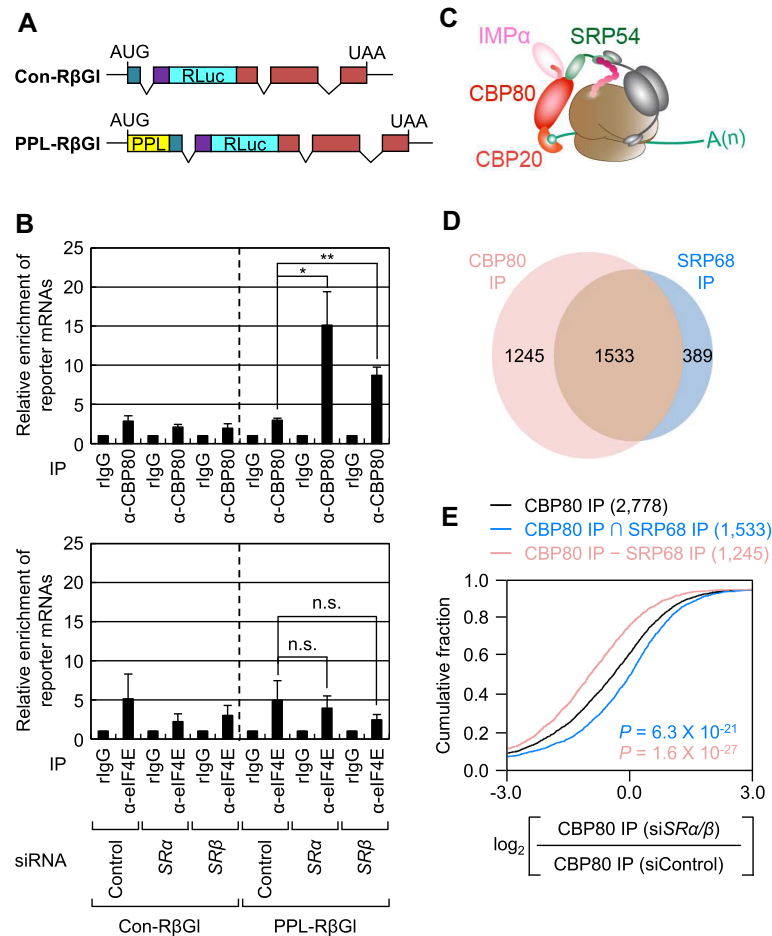 A
AUG
UAA
Con-RβGl
RLuc
AUG
UAA
PPL-RβGl
PPL
RLuc
B
Relative enrichment of
reporter mRNAs
25
20
15
10
5
0
*
**
IP
rIgG
α-CBP80
rIgG
α-CBP80
rIgG
α-CBP80
rIgG
α-CBP80
rIgG
α-CBP80
rIgG
α-CBP80
Relative enrichment of
reporter mRNAs
25
20
15
10
5
0
n.s.
n.s.
IP
rIgG
α-eIF4E
rIgG
α-eIF4E
rIgG
α-eIF4E
rIgG
α-eIF4E
rIgG
α-eIF4E
rIgG
α-eIF4E
siRNA
Control
SRα
SRβ
Control
SRα
SRβ
Con-RβGl
PPL-RβGl
C
IMPα
SRP54
CBP80
CBP20
A(n)
D
CBP80
IP
SRP68
IP
1245
1533
389
E
CBP80 IP (2,778)
CBP80 IP ∩ SRP68 IP (1,533)
CBP80 IP − SRP68 IP (1,245)
Cumulative fraction
1.0
0.8
0.6
0.4
0.2
0.0
P = 6.3 X 10⁻²¹
P = 1.6 X 10⁻²⁷
-3.0
0.0
3.0
log₂
CBP80 IP (siSRα/β)
CBP80 IP (siControl)